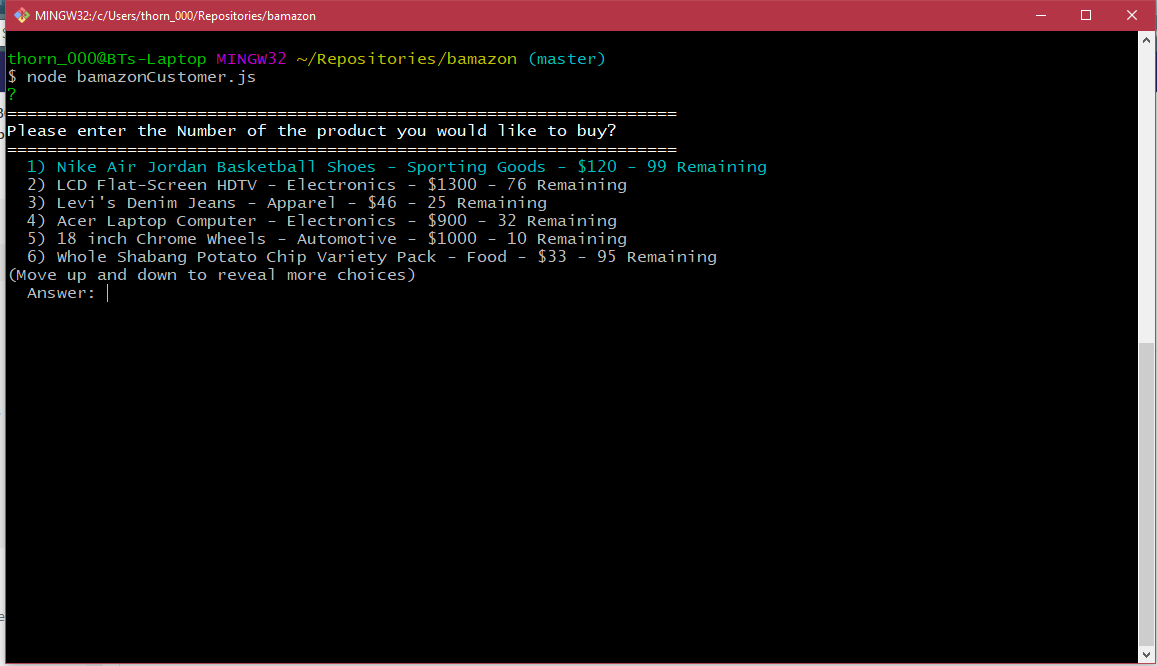 MINGW32:/c/Users/thorn_000/Repositories/bamazon
thorn_000@BTs-Laptop MINGW32 ~/Repositories/bamazon (master)
$ node bamazonCustomer.js
?
===================================================================
Please enter the Number of the product you would like to buy?
===================================================================
1) Nike Air Jordan Basketball Shoes - Sporting Goods - $120 - 99 Remaining
2) LCD Flat-Screen HDTV - Electronics - $1300 - 76 Remaining
3) Levi's Denim Jeans - Apparel - $46 - 25 Remaining
4) Acer Laptop Computer - Electronics - $900 - 32 Remaining
5) 18 inch Chrome Wheels - Automotive - $1000 - 10 Remaining
6) Whole Shabang Potato Chip Variety Pack - Food - $33 - 95 Remaining
(Move up and down to reveal more choices)
Answer: